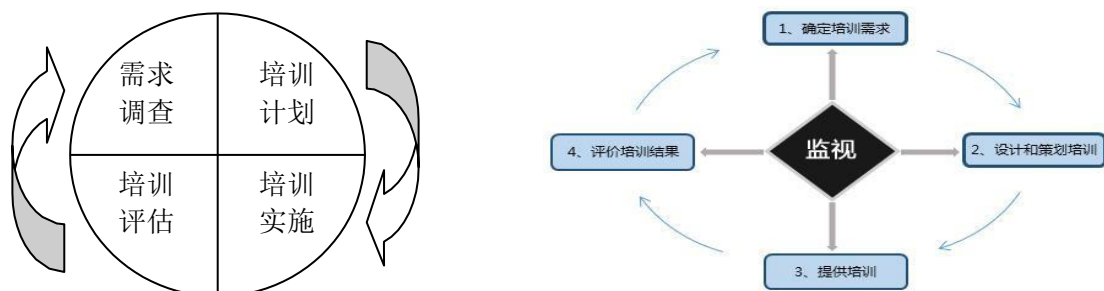 需求
调查
培训
计划
培训
评估
培训
实施
1、确定培训需求
监视
2、设计和策划培训
3、提供培训
4、评价培训结果